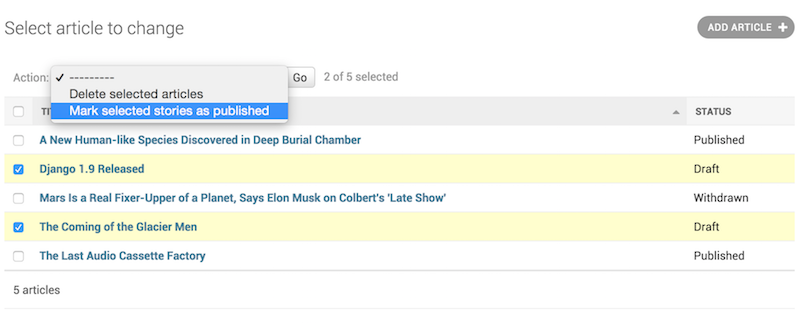 Select article to change
ADD ARTICLE +
Action: ✓ --------- Go 2 of 5 selected
Delete selected articles
Mark selected stories as published
STATUS
A New Human-like Species Discovered in Deep Burial Chamber Published
Django 1.9 Released Draft
Mars Is a Real Fixer-Upper of a Planet, Says Elon Musk on Colbert's 'Late Show' Withdrawn
The Coming of the Glacier Men Draft
The Last Audio Cassette Factory Published
5 articles